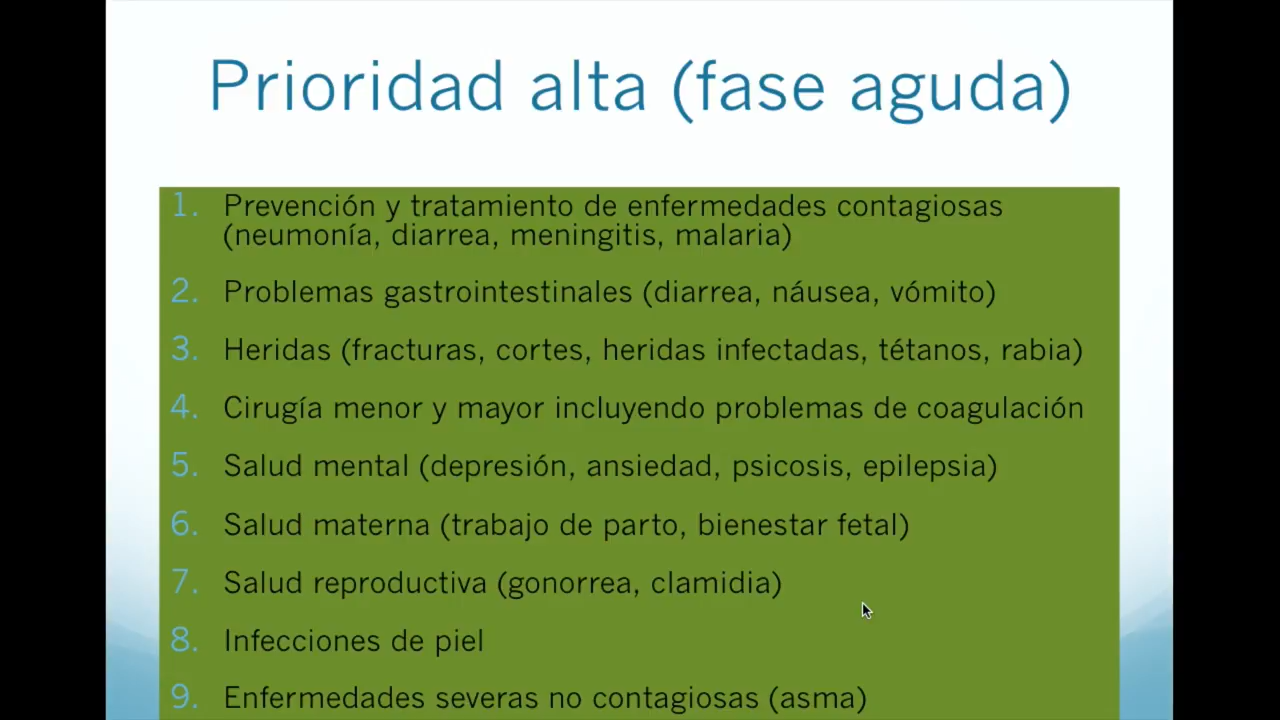 Prioridad alta (fase aguda)
1. Prevención y tratamiento de enfermedades contagiosas
(neumonía, diarrea, meningitis, malaria)
2. Problemas gastrointestinales (diarrea, náusea, vómito)
3. Heridas (fracturas, cortes, heridas infectadas, tétanos, rabia)
4. Cirugía menor y mayor incluyendo problemas de coagulación
5. Salud mental (depresión, ansiedad, psicosis, epilepsia)
6. Salud materna (trabajo de parto, bienestar fetal)
7. Salud reproductiva (gonorrea, clamidia)
8. Infecciones de piel
9. Enfermedades severas no contagiosas (asma)